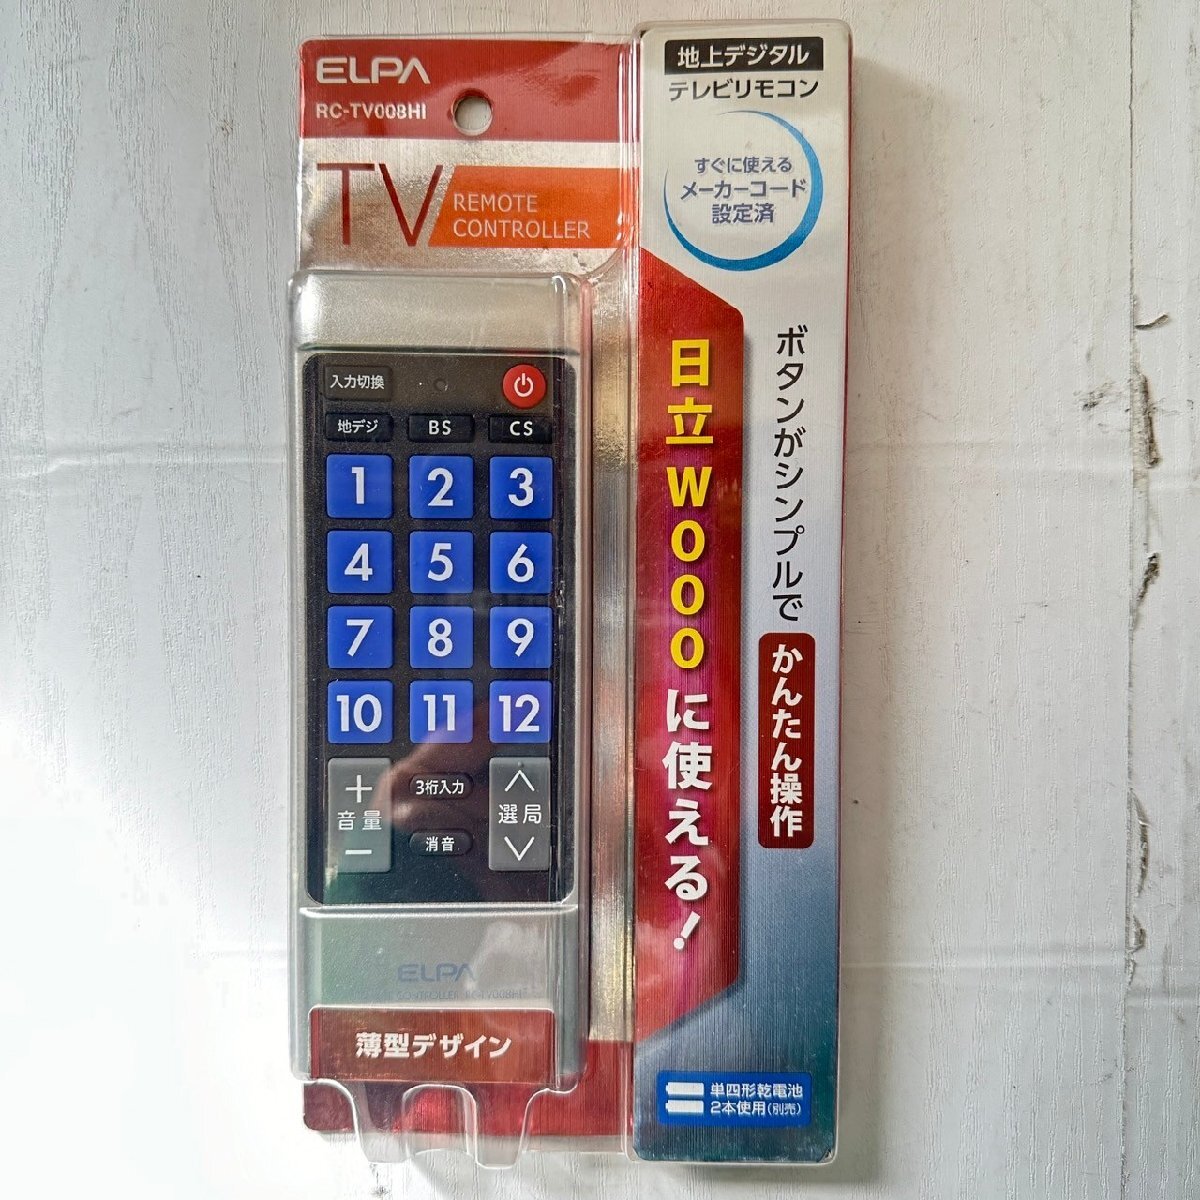 ELPA
RC-TV008HI
TV
REMOTE
CONTROLLER
入力切換
地デジ BS CS
1 2 3
4 5 6
7 8 9
10 11 12
+
音量
−
3桁入力
消音
選局
ELPA
CONTROLLER RC-TV008HI
薄型デザイン
地上デジタル
テレビリモコン
すぐに使える
メーカーコード
設定済
ボタンがシンプルで
かんたん操作
日立Woooに使える!
単四形乾電池
2本使用(別売)